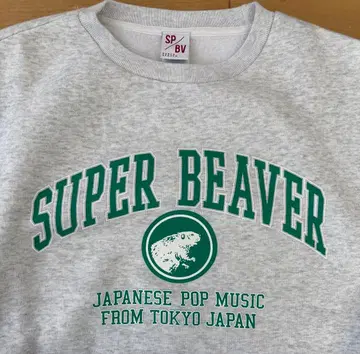 SP/
BV
SUPER BEAVER
JAPANESE POP MUSIC
FROM TOKYO JAPAN